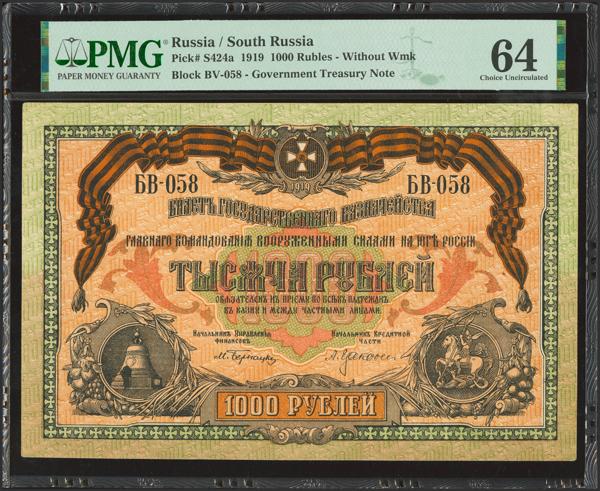 PMG
PAPER MONEY GUARANTY
Russia / South Russia
Pick# S424a 1919 1000 Rubles - Without Wmk
Block BV-058 - Government Treasury Note
64
Choice Uncirculated
1919
БВ-058 БВ-058
БИЛЕТЪ ГОСУДАРСТВЕННАГО КАЗНАЧЕЙСТВА
ГЛАВНАГО КОМАНДОВАНІЯ ВООРУЖЕННЫМИ СИЛАМИ НА ЮГѢ РОССІИ
ТЫСЯЧА РУБЛЕЙ
ОБЯЗАТЕЛЕНЪ КЪ ПРІЕМУ ПО ВСѢМЪ ПЛАТЕЖАМЪ
ВЪ КАЗНУ И МЕЖДУ ЧАСТНЫМИ ЛИЦАМИ.
Начальникъ Управленія
финансовъ
Начальникъ Кредитной
Части
1000 РУБЛЕЙ